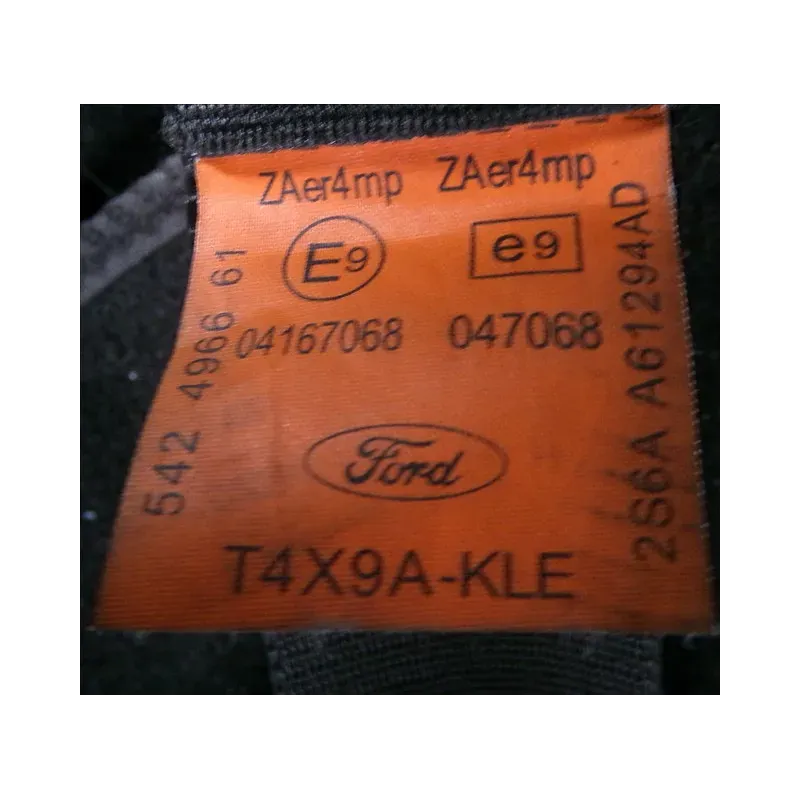 ZAer4mp ZAer4mp
E9 e9
04167068 047068
542 4966 61
2S6A A61294AD
Ford
T4X9A-KLE